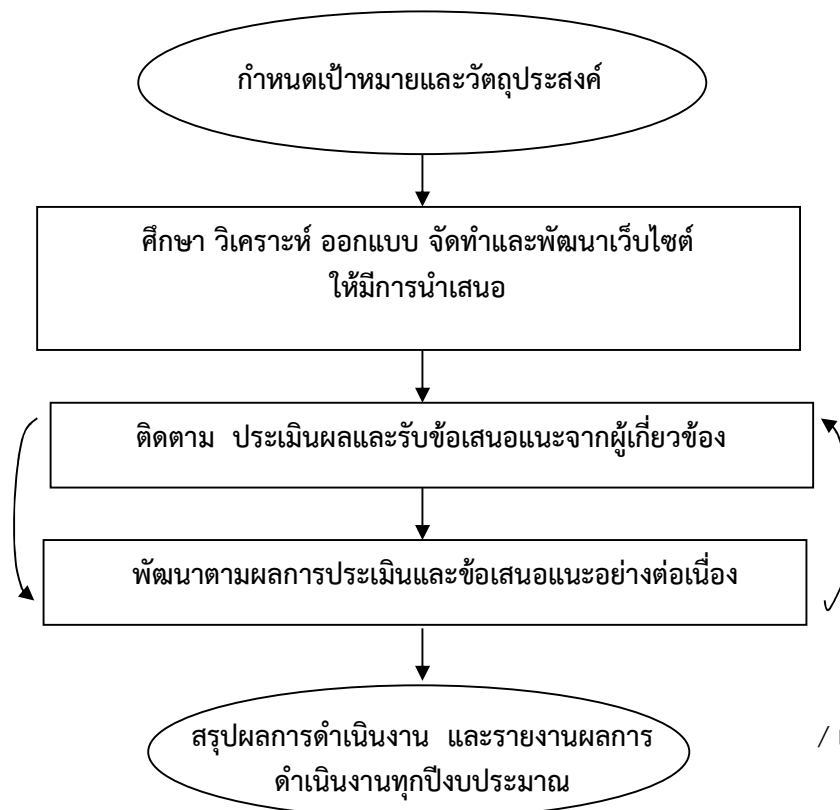 กำหนดเป้าหมายและวัตถุประสงค์
ศึกษา วิเคราะห์ ออกแบบ จัดทำและพัฒนาเว็บไซต์
ให้มีการนำเสนอ
ติดตาม ประเมินผลและรับข้อเสนอแนะจากผู้เกี่ยวข้อง
พัฒนาตามผลการประเมินและข้อเสนอแนะอย่างต่อเนื่อง
สรุปผลการดำเนินงาน และรายงานผลการ
ดำเนินงานทุกปีงบประมาณ
/